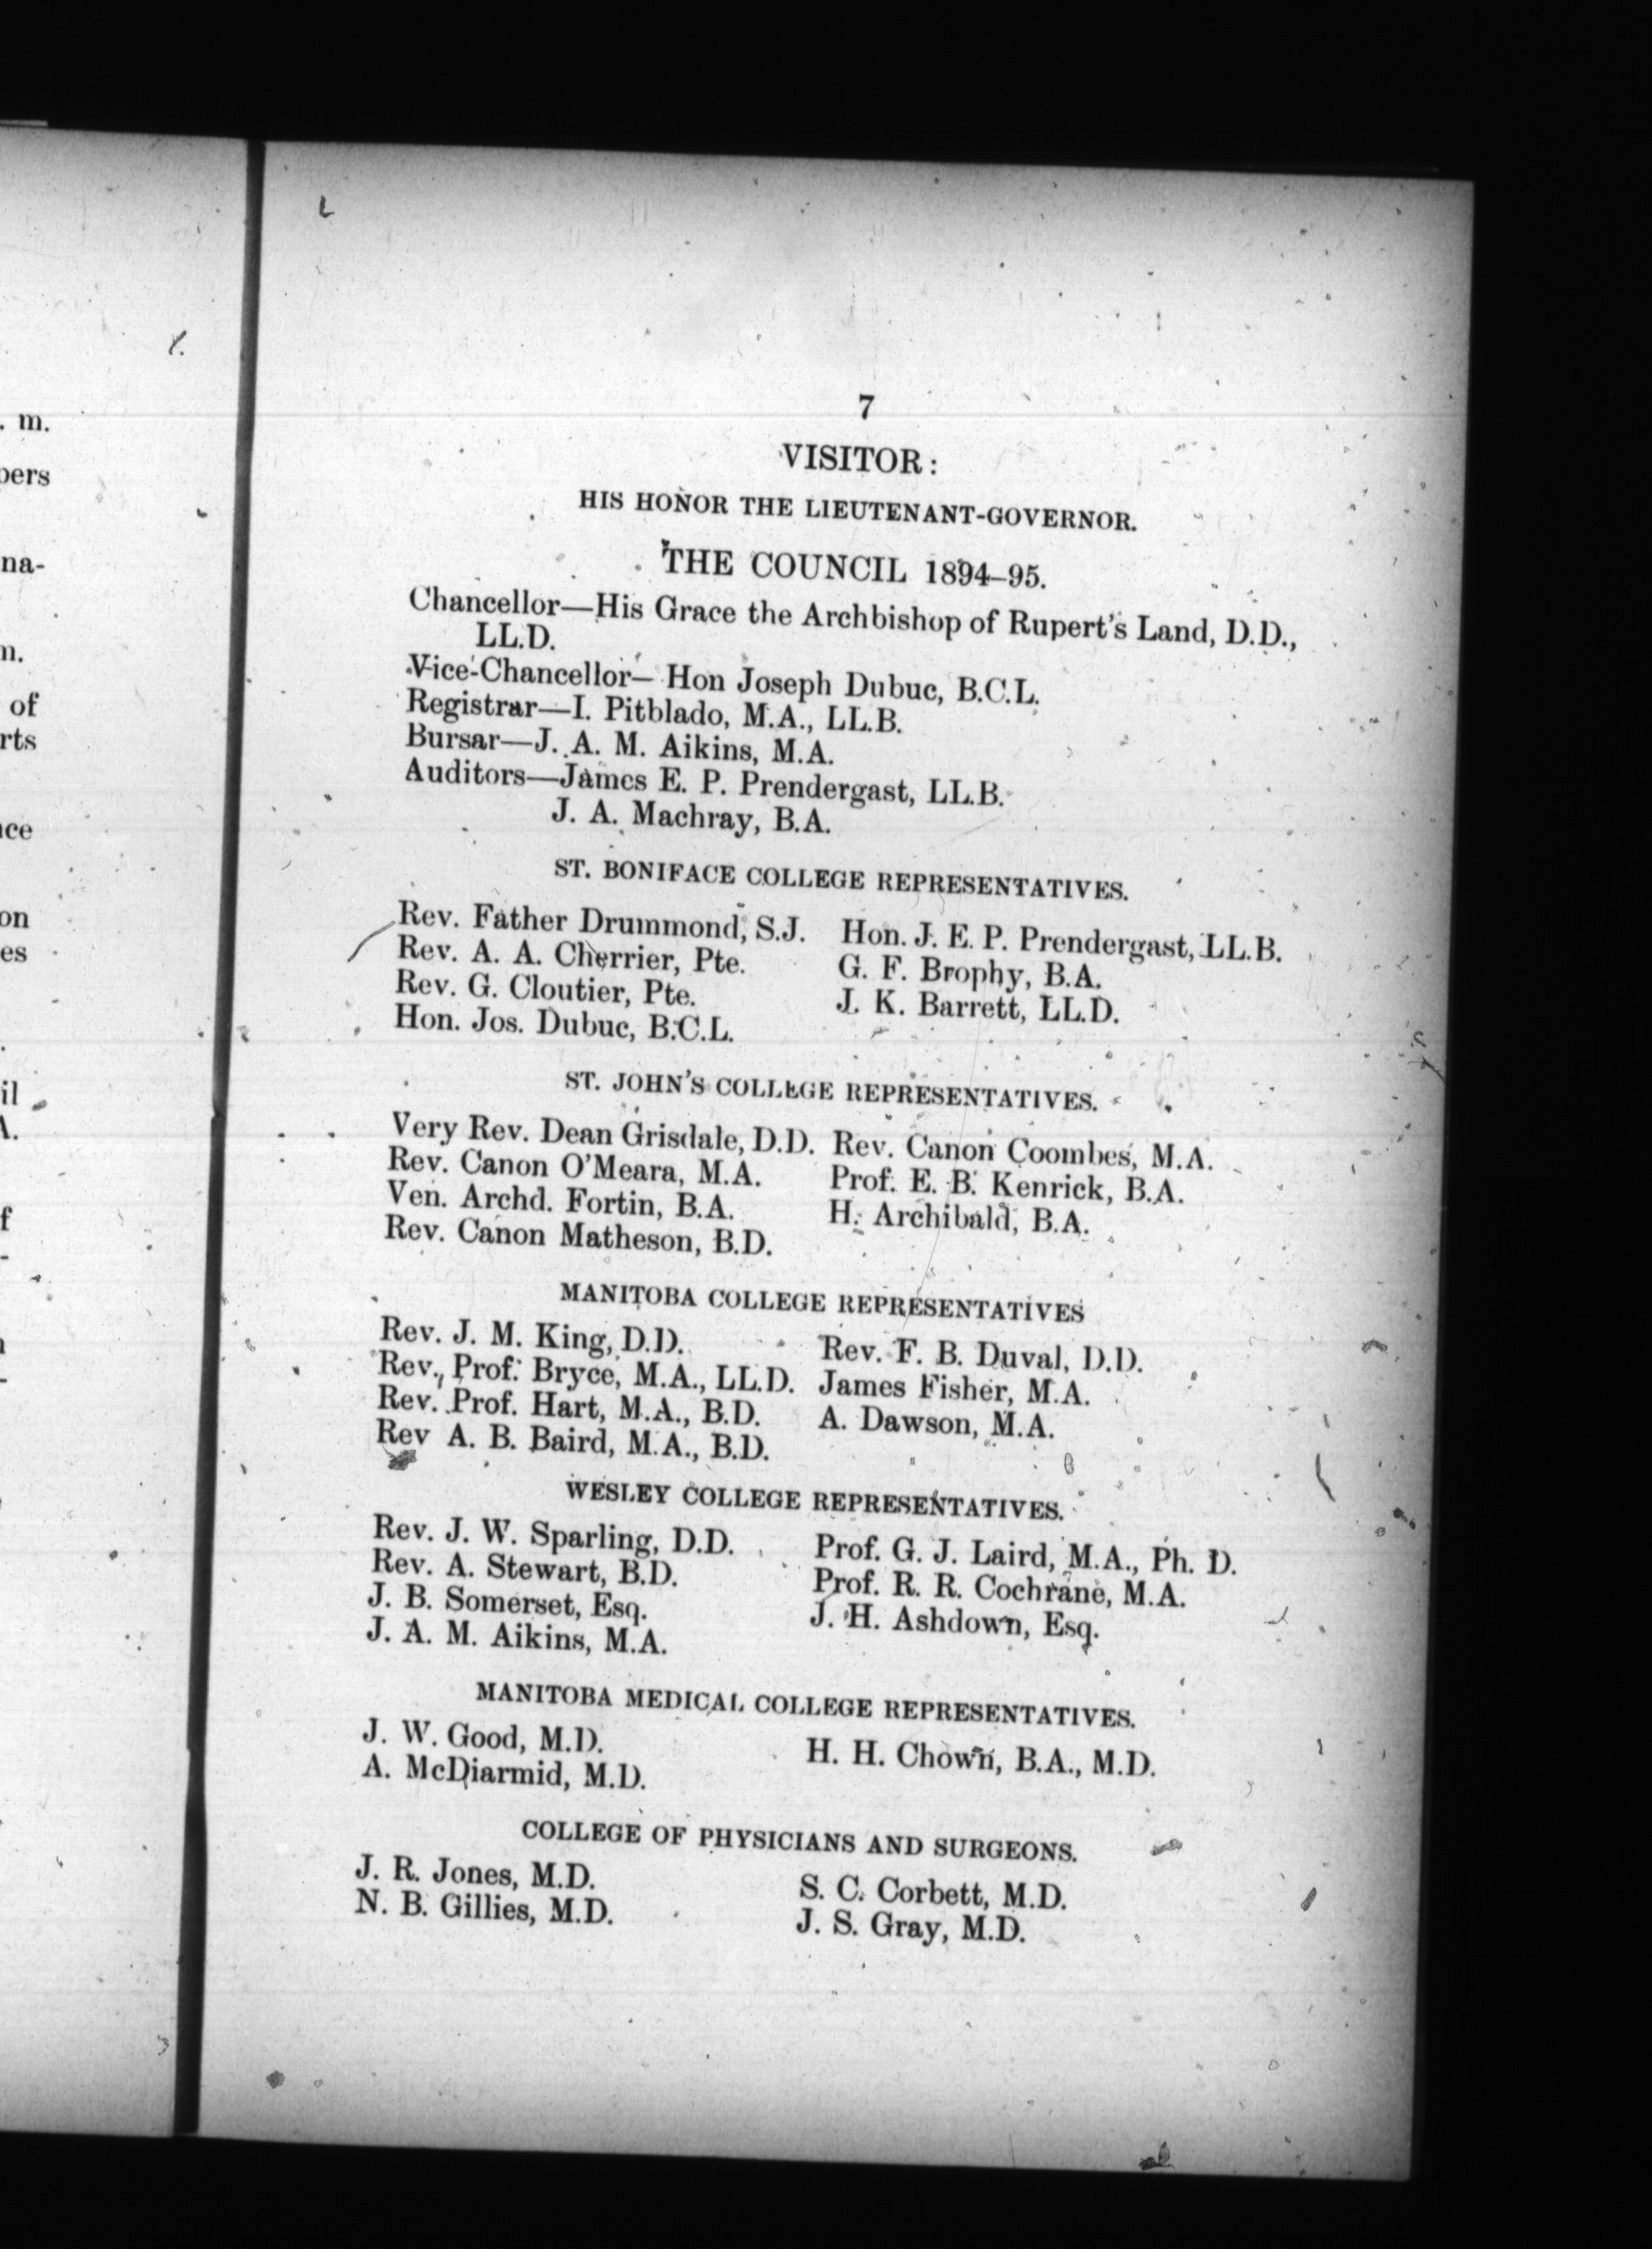 7
VISITOR:
HIS HONOR THE LIEUTENANT-GOVERNOR.
THE COUNCIL 1894-95.
Chancellor—His Grace the Archbishop of Rupert's Land, D.D.,
LL.D.
Vice-Chancellor— Hon Joseph Dubuc, B.C.L.
Registrar—I. Pitblado, M.A., LL.B.
Bursar—J. A. M. Aikins, M.A.
Auditors—James E. P. Prendergast, LL.B.
J. A. Machray, B.A.
ST. BONIFACE COLLEGE REPRESENTATIVES.
Rev. Father Drummond, S.J. Hon. J. E. P. Prendergast, LL.B.
Rev. A. A. Cherrier, Pte. G. F. Brophy, B.A.
Rev. G. Cloutier, Pte. J. K. Barrett, LL.D.
Hon. Jos. Dubuc, B.C.L.
ST. JOHN'S COLLEGE REPRESENTATIVES.
Very Rev. Dean Grisdale, D.D. Rev. Canon Coombes, M.A.
Rev. Canon O'Meara, M.A. Prof. E. B. Kenrick, B.A.
Ven. Archd. Fortin, B.A. H. Archibald, B.A.
Rev. Canon Matheson, B.D.
MANITOBA COLLEGE REPRESENTATIVES
Rev. J. M. King, D.D. Rev. F. B. Duval, D.D.
Rev. Prof. Bryce, M.A., LL.D. James Fisher, M.A.
Rev. Prof. Hart, M.A., B.D. A. Dawson, M.A.
Rev A. B. Baird, M.A., B.D.
WESLEY COLLEGE REPRESENTATIVES.
Rev. J. W. Sparling, D.D. Prof. G. J. Laird, M.A., Ph. D.
Rev. A. Stewart, B.D. Prof. R. R. Cochrane, M.A.
J. B. Somerset, Esq. J. H. Ashdown, Esq.
J. A. M. Aikins, M.A.
MANITOBA MEDICAL COLLEGE REPRESENTATIVES.
J. W. Good, M.D. H. H. Chown, B.A., M.D.
A. McDiarmid, M.D.
COLLEGE OF PHYSICIANS AND SURGEONS.
J. R. Jones, M.D. S. C. Corbett, M.D.
N. B. Gillies, M.D. J. S. Gray, M.D.